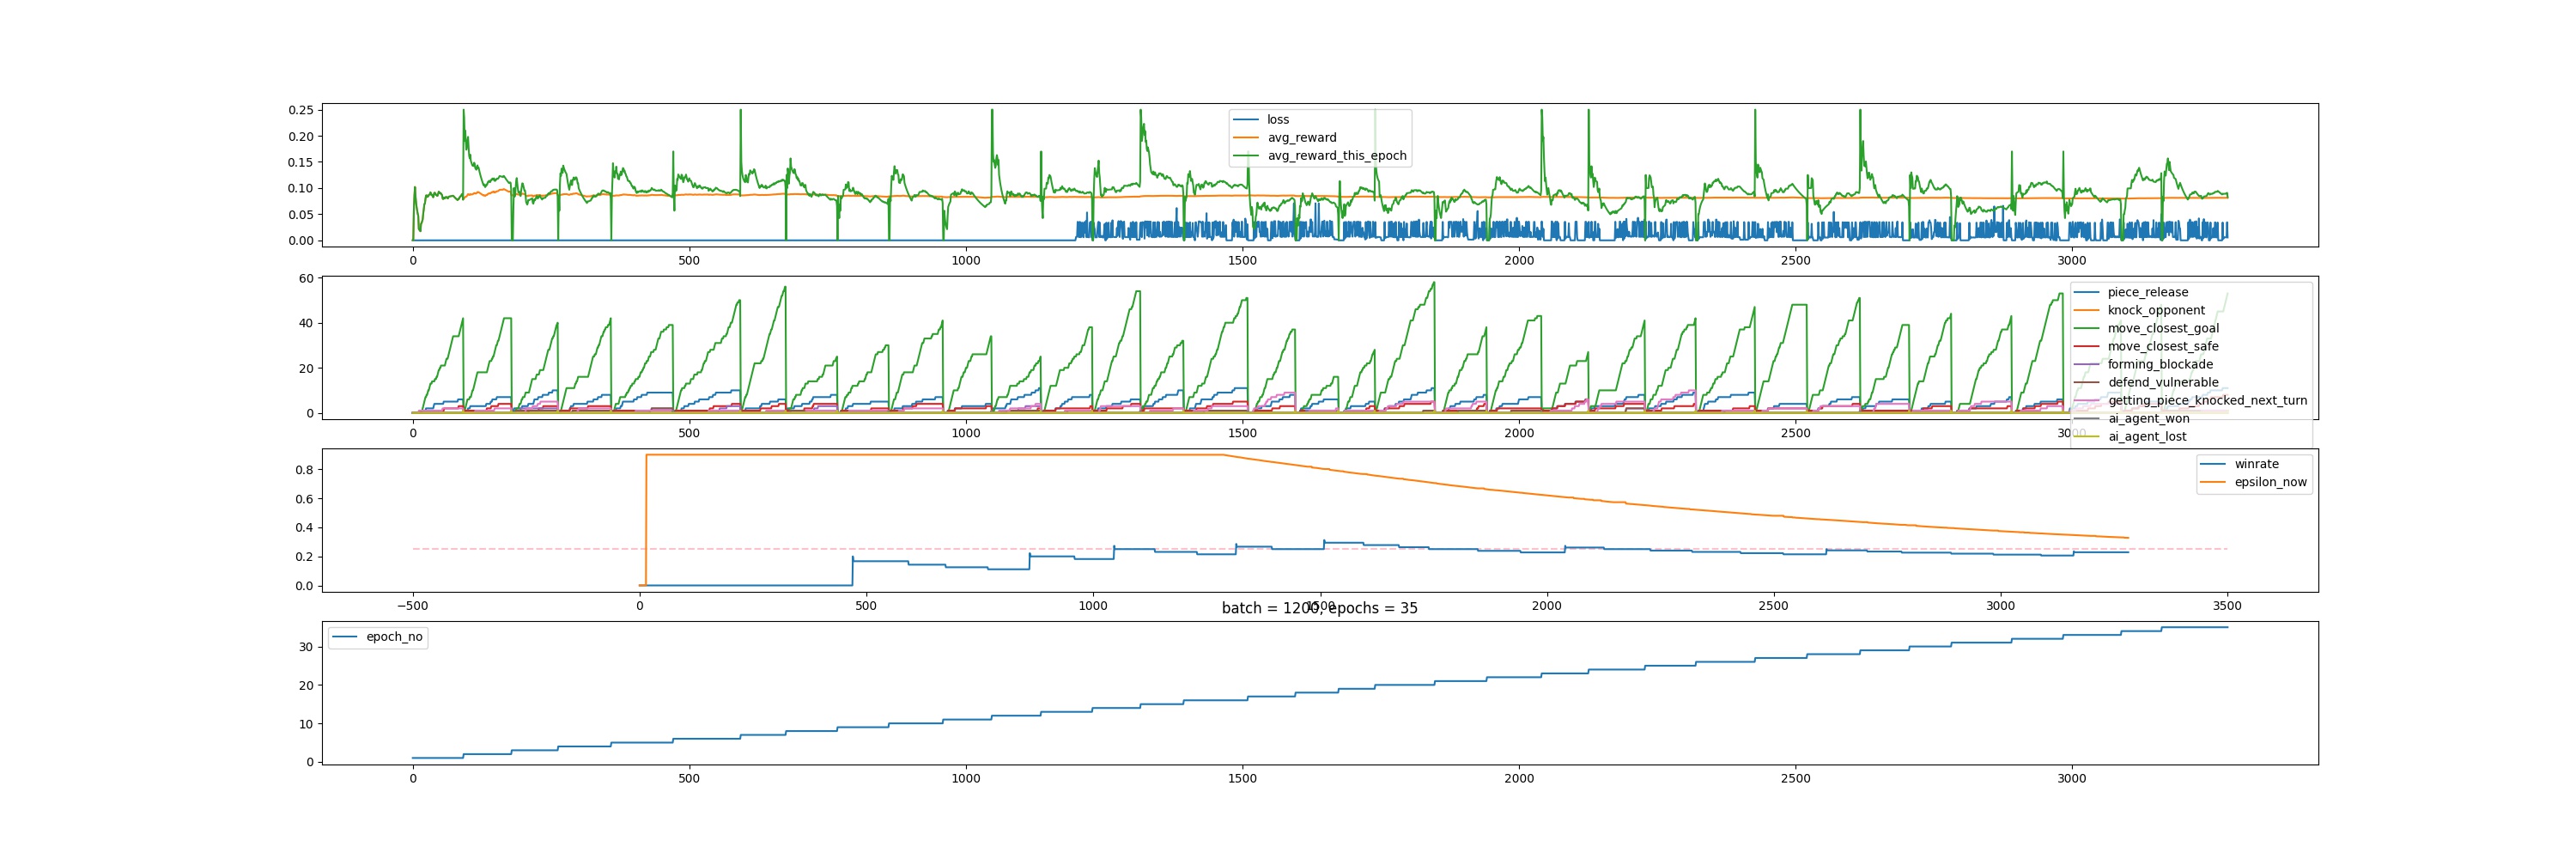 0.25
0.20
0.15
0.10
0.05
0.00
loss
avg_reward
avg_reward_this_epoch
0 500 1000 1500 2000 2500 3000
60
40
20
0
piece_release
knock_opponent
move_closest_goal
move_closest_safe
forming_blockade
defend_vulnerable
getting_piece_knocked_next_turn
ai_agent_won
ai_agent_lost
0 500 1000 1500 2000 2500 3000
0.8
0.6
0.4
0.2
0.0
winrate
epsilon_now
−500 0 500 1000 1500 2000 2500 3000 3500
batch = 1200, epochs = 35
30
20
10
0
epoch_no
0 500 1000 1500 2000 2500 3000